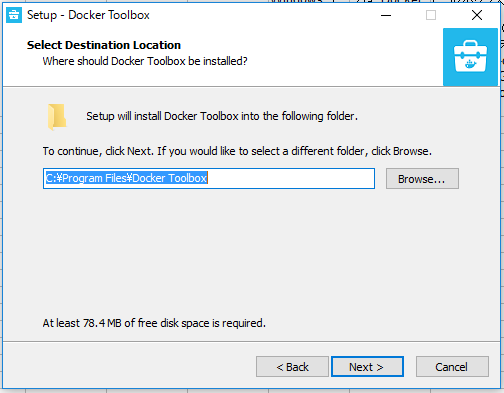 Setup - Docker Toolbox
Select Destination Location
Where should Docker Toolbox be installed?
Setup will install Docker Toolbox into the following folder.
To continue, click Next. If you would like to select a different folder, click Browse.
C:¥Program Files¥Docker Toolbox
Browse...
At least 78.4 MB of free disk space is required.
< Back
Next >
Cancel